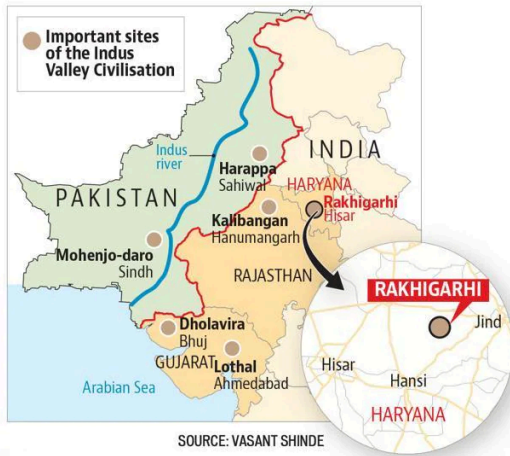 Important sites
of the Indus
Valley Civilisation
Indus
river
INDIA
Harappa
Sahiwal
HARYANA
PAKISTAN
Rakhigarhi
Hisar
Kalibangan
Hanumangarh
Mohenjo-daro
Sindh
RAJASTHAN
RAKHIGARHI
Dholavira
Bhuj
Jind
GUJARAT
Lothal
Ahmedabad
Hisar
Hansi
Arabian Sea
HARYANA
SOURCE: VASANT SHINDE